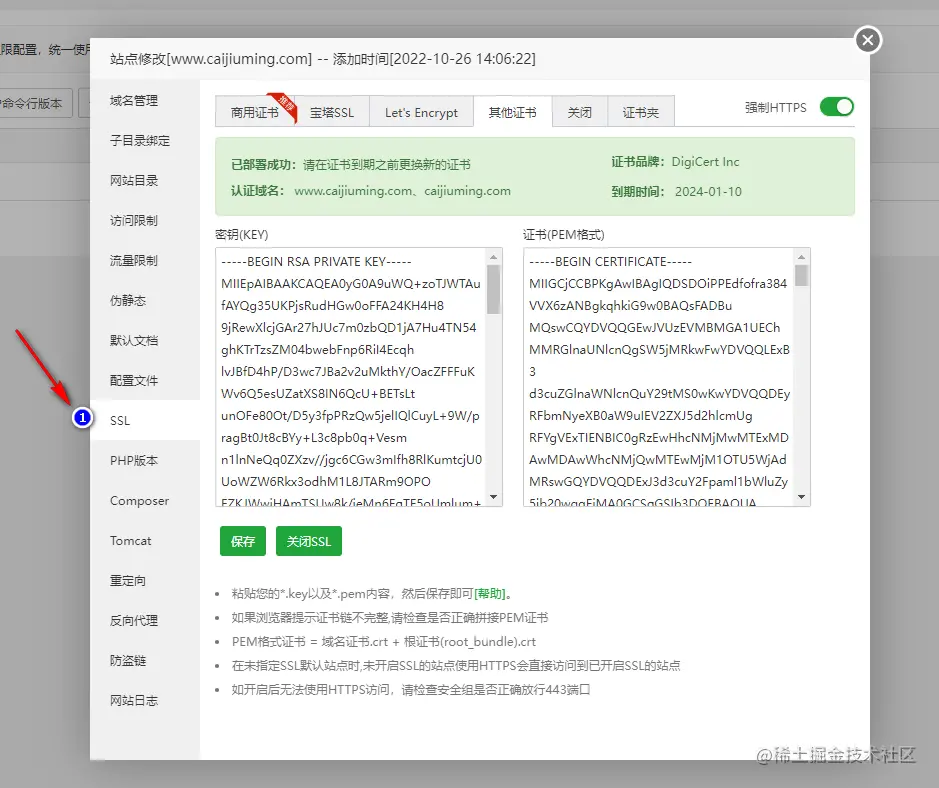 限配置，统一使用
站点修改[www.caijiuming.com] -- 添加时间[2022-10-26 14:06:22]
命令行版本
域名管理
子目录绑定
网站目录
访问限制
流量限制
伪静态
默认文档
配置文件
1
SSL
PHP版本
Composer
Tomcat
重定向
反向代理
防盗链
网站日志
商用证书 推荐 宝塔SSL Let's Encrypt 其他证书 关闭 证书夹 强制HTTPS
已部署成功： 请在证书到期之前更换新的证书 证书品牌： DigiCert Inc
认证域名： www.caijiuming.com、caijiuming.com 到期时间： 2024-01-10
密钥(KEY)
-----BEGIN RSA PRIVATE KEY-----
MIIEpAIBAAKCAQEA0yG0A9uWQ+zoTJWTAu
fAYQg35UKPjsRudHGw0oFFA24KH4H8
9jRewXlcjGAr27hJUc7m0zbQD1jA7Hu4TN54
ghKTrTzsZM04bwebFnp6RiI4Ecqh
lvJBfD4hP/D3wc7JBa2v2uMkthY/OacZFFFuK
Wv6Q5esUZatXS8IN6QcU+BETsLt
unOFe80Ot/D5y3fpPRzQw5jelIQlCuyL+9W/p
ragBt0Jt8cBYy+L3c8pb0q+Vesm
n1lnNeQq0ZXzv//jgc6CGw3mIfh8RlKumtcjU0
UoWZW6Rkx3odhM1L8JTARm9OPO
证书(PEM格式)
-----BEGIN CERTIFICATE-----
MIIGCjCCBPKgAwIBAgIQDSDOiPPEdfofra384
VVX6zANBgkqhkiG9w0BAQsFADBu
MQswCQYDVQQGEwJVUzEVMBMGA1UECh
MMRGlnaUNlcnQgSW5jMRkwFwYDVQQLExB
3
d3cuZGlnaWNlcnQuY29tMS0wKwYDVQQDEy
RFbmNyeXB0aW9uIEV2ZXJ5d2hlcmUg
RFYgVExTIENBIC0gRzEwHhcNMjMwMTExMD
AwMDAwWhcNMjQwMTEwMjM1OTU5WjAd
MRswGQYDVQQDExJ3d3cuY2Fpaml1bWluZy
保存 关闭SSL
粘贴您的*.key以及*.pem内容，然后保存即可[帮助]。
如果浏览器提示证书链不完整,请检查是否正确拼接PEM证书
PEM格式证书 = 域名证书.crt + 根证书(root_bundle).crt
在未指定SSL默认站点时,未开启SSL的站点使用HTTPS会直接访问到已开启SSL的站点
如开启后无法使用HTTPS访问，请检查安全组是否正确放行443端口
@稀土掘金技术社区